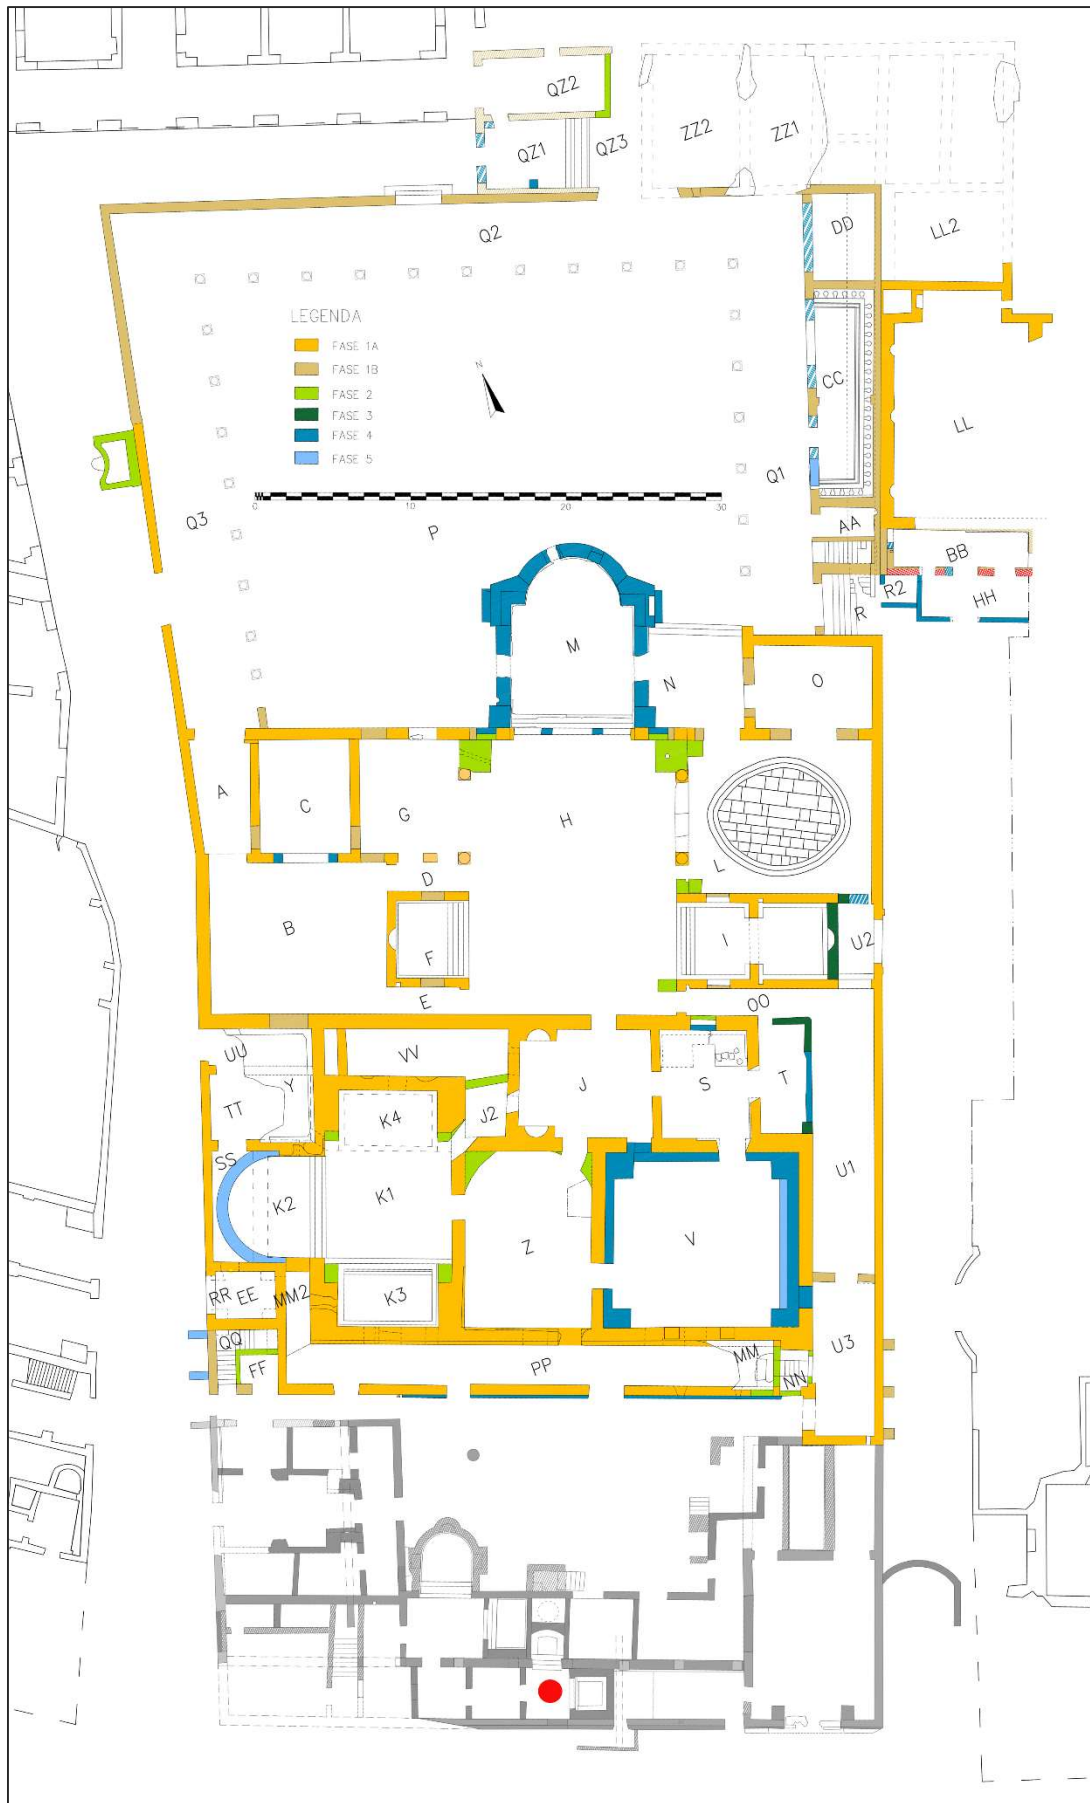 QZ2
QZ1
QZ3
ZZ2
ZZ1
Q2
DD
LL2
LEGENDA
FASE 1A
FASE 1B
FASE 2
FASE 3
FASE 4
FASE 5
N
CC
LL
0 10 20 30
Q1
Q3
P
AA
BB
R2
HH
R
M
N
O
A
C
G
H
L
D
B
F
I
U2
E
OO
UU
VV
Y
TT
J
S
T
J2
K4
SS
K2
K1
U1
Z
V
RR
EE
MM2
K3
QQ
FF
PP
MM
NN
U3